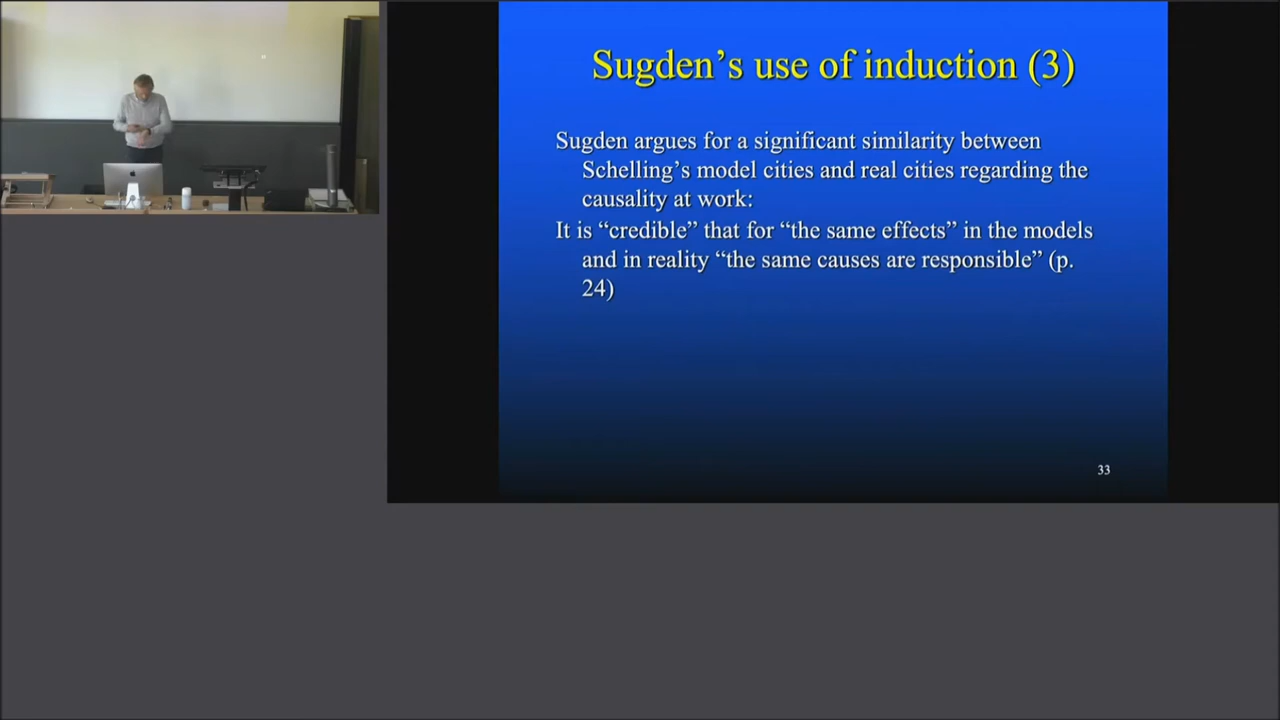 Sugden’s use of induction (3)
Sugden argues for a significant similarity between
Schelling’s model cities and real cities regarding the
causality at work:
It is “credible” that for “the same effects” in the models
and in reality “the same causes are responsible” (p.
24)
33